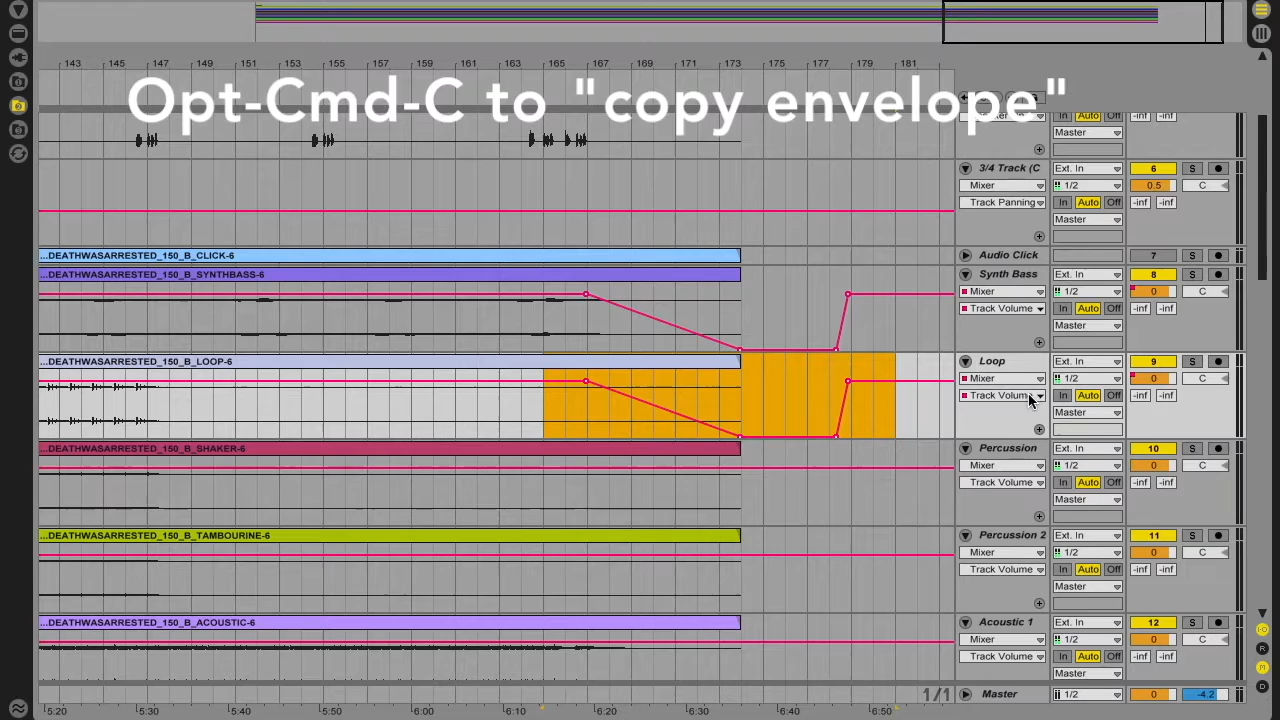 143 145 147 149 151 153 155 157 159 161 163 165 167 169 171 173 175 177 179 181
Opt-Cmd-C to "copy envelope"
In Auto Off -inf -inf
Master
3/4 Track (C Ext. In 6 S
Mixer 1/2 0.5 C
Track Panning In Auto Off -inf -inf
Master
...DEATHWASARRESTED_150_B_CLICK-6 Audio Click 7 S
...DEATHWASARRESTED_150_B_SYNTHBASS-6 Synth Bass Ext. In 8 S
Mixer 1/2 0 C
Track Volume In Auto Off -inf -inf
Master
...DEATHWASARRESTED_150_B_LOOP-6 Loop Ext. In 9 S
Mixer 1/2 0 C
Track Volum In Auto Off -inf -inf
Master
...DEATHWASARRESTED_150_B_SHAKER-6 Percussion Ext. In 10 S
Mixer 1/2 0 C
Track Volume In Auto Off -inf -inf
Master
...DEATHWASARRESTED_150_B_TAMBOURINE-6 Percussion 2 Ext. In 11 S
Mixer 1/2 0 C
Track Volume In Auto Off -inf -inf
Master
...DEATHWASARRESTED_150_B_ACOUSTIC-6 Acoustic 1 Ext. In 12 S
Mixer 1/2 0 C
Track Volume In Auto Off -inf -inf
Master
1/1 Master 1/2 0 -4.2
5:20 5:30 5:40 5:50 6:00 6:10 6:20 6:30 6:40 6:50